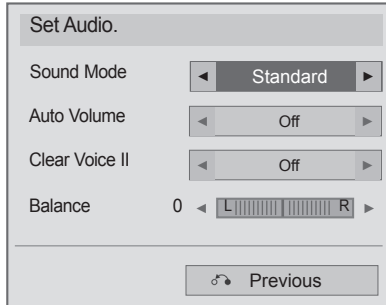 Set Audio.
Sound Mode ◄ Standard ►
Auto Volume ◄ Off ►
Clear Voice II ◄ Off ►
Balance 0 ◄ L R ►
Previous